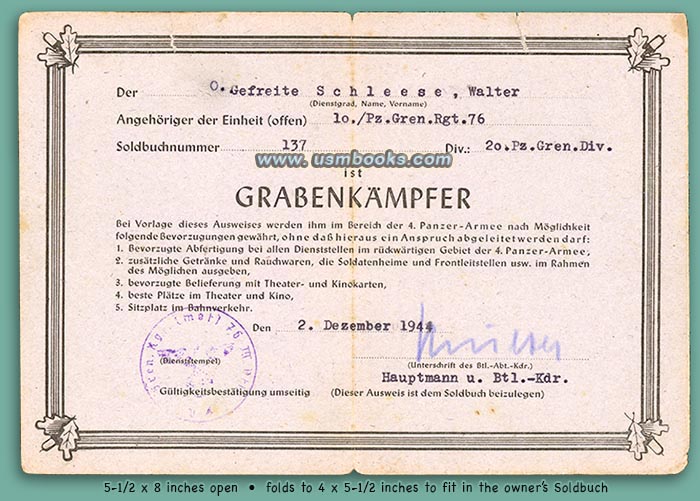 Der O.Gefreite Schleese, Walter
(Dienstgrad, Name, Vorname)
Angehöriger der Einheit (offen) 1o./Pz.Gren.Rgt.76
Soldbuchnummer 137 Div.: 2o.Pz.Gren.Div.
www.usmbooks.com
ist
GRABENKÄMPFER
Bei Vorlage dieses Ausweises werden ihm im Bereich der 4. Panzer-Armee nach Möglichkeit
folgende Bevorzugungen gewährt, ohne daß hieraus ein Anspruch abgeleitet werden darf:
1. Bevorzugte Abfertigung bei allen Dienststellen im rückwärtigen Gebiet der 4. Panzer-Armee,
2. zusätzliche Getränke und Rauchwaren, die Soldatenheime und Frontleitstellen usw. im Rahmen
des Möglichen ausgeben,
3. bevorzugte Belieferung mit Theater- und Kinokarten,
4. beste Plätze im Theater und Kino,
5. Sitzplatz im Bahnverkehr.
Den 2. Dezember 1944
(mot) 76
(Dienststempel)
(Unterschrift des Btl.-Abt.-Kdr.)
Hauptmann u. Btl.-Kdr.
Gültigkeitsbestätigung umseitig (Dieser Ausweis ist dem Soldbuch beizulegen)
5-1/2 x 8 inches open • folds to 4 x 5-1/2 inches to fit in the owner's Soldbuch